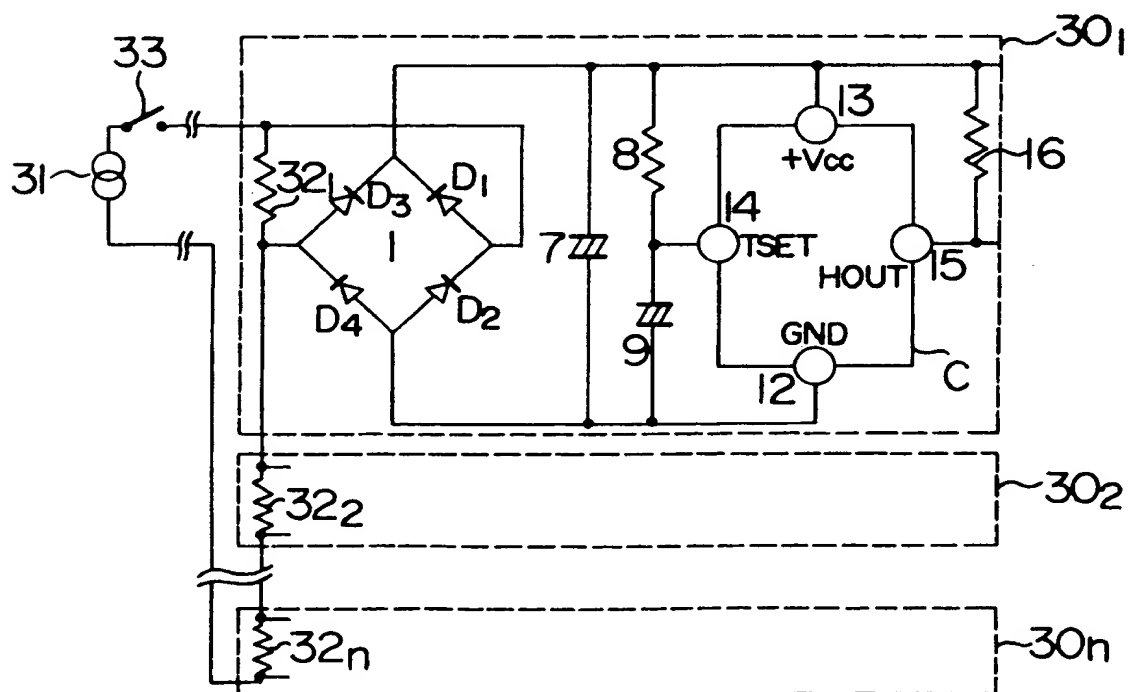 30₁
33
13
+Vcc
31
32₁
D₃
D₁
8
16
14
1
7
TSET
15
HOUT
D₄
D₂
GND
9
12
C
32₂
30₂
32n
30n